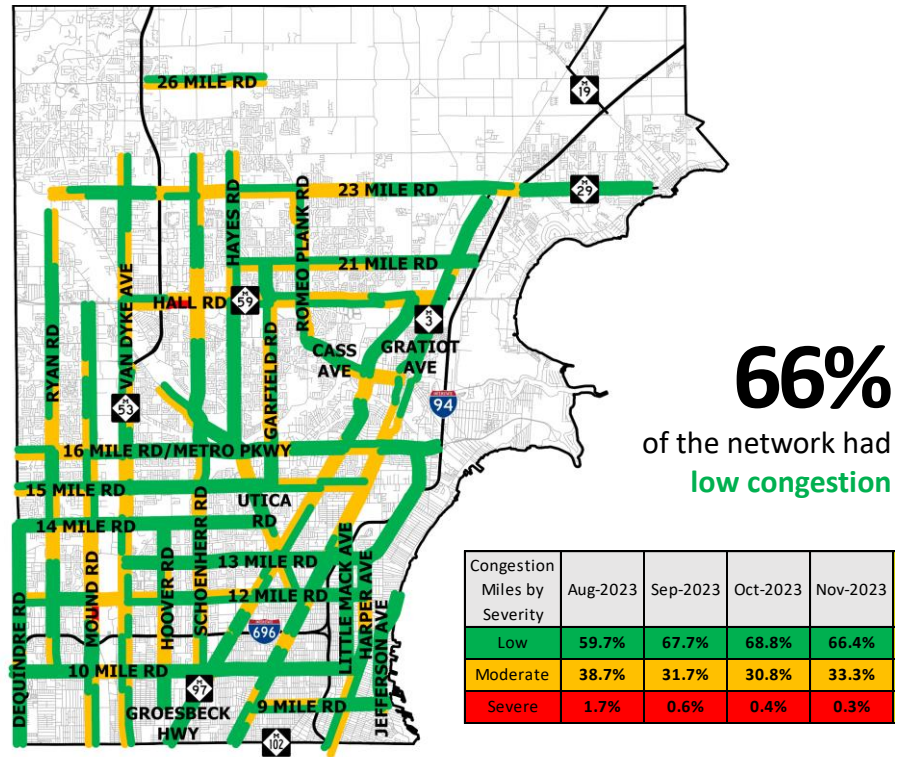 26 MILE RD
M
19
23 MILE RD
M
29
HAYES RD
ROMEO PLANK RD
21 MILE RD
VAN DYKE AVE
HALL RD
M
59
RYAN RD
GARFIELD RD
M
3
CASS
AVE
GRATIOT
AVE
M
53
94
16 MILE RD/METRO PKWY
15 MILE RD
UTICA
RD
14 MILE RD
SCHOENHERR RD
13 MILE RD
12 MILE RD
MOUND RD
HOOVER RD
696
LITTLE MACK AVE
HARPER AVE
JEFFERSON AVE
DEQUINDRE RD
10 MILE RD
M
97
GROESBECK
HWY
9 MILE RD
M
102
66%
of the network had
low congestion
Congestion
Miles by
Severity
Aug-2023 Sep-2023 Oct-2023 Nov-2023
Low 59.7% 67.7% 68.8% 66.4%
Moderate 38.7% 31.7% 30.8% 33.3%
Severe 1.7% 0.6% 0.4% 0.3%